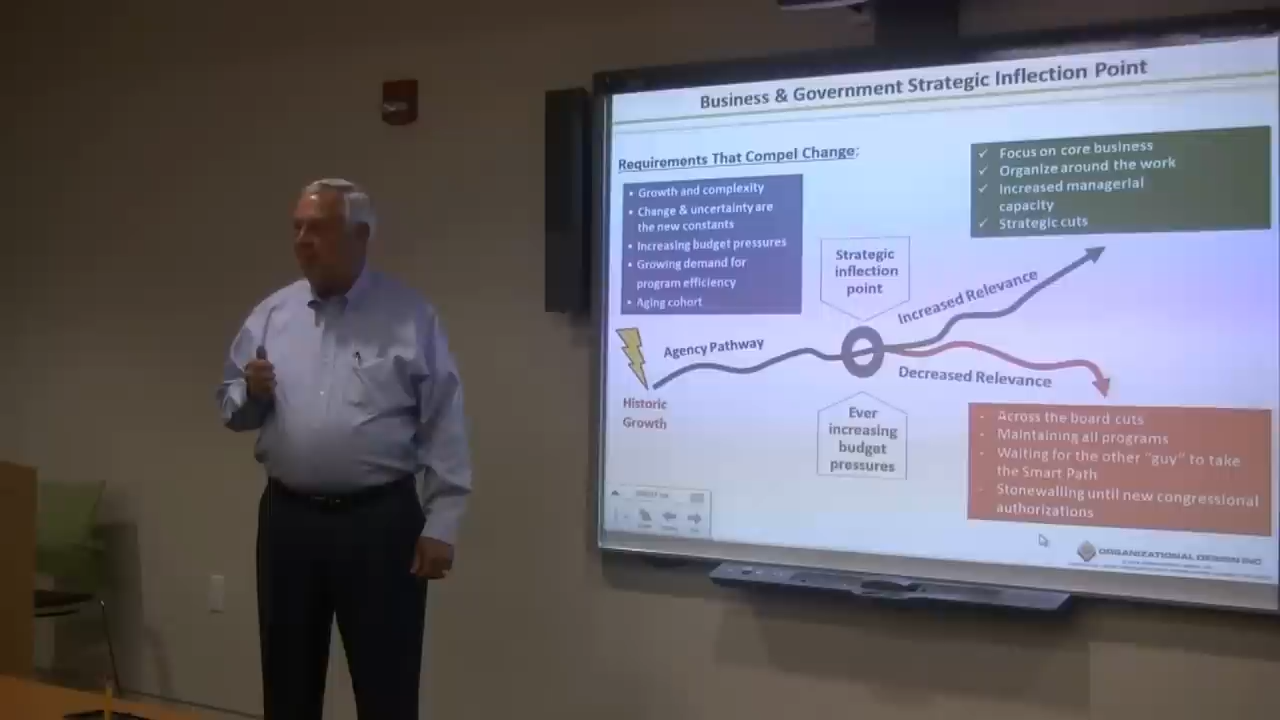 Business & Government Strategic Inflection Point
Requirements That Compel Change:
• Growth and complexity
• Change & uncertainty are
the new constants
• Increasing budget pressures
• Growing demand for
program efficiency
• Aging cohort
✓ Focus on core business
✓ Organize around the work
✓ Increased managerial
capacity
✓ Strategic cuts
Strategic
inflection
point
Increased Relevance
Agency Pathway
Decreased Relevance
Historic
Growth
Ever
increasing
budget
pressures
- Across the board cuts
- Maintaining all programs
- Waiting for the other "guy" to take
the Smart Path
- Stonewalling until new congressional
authorizations
ORGANIZATIONAL DESIGN INC